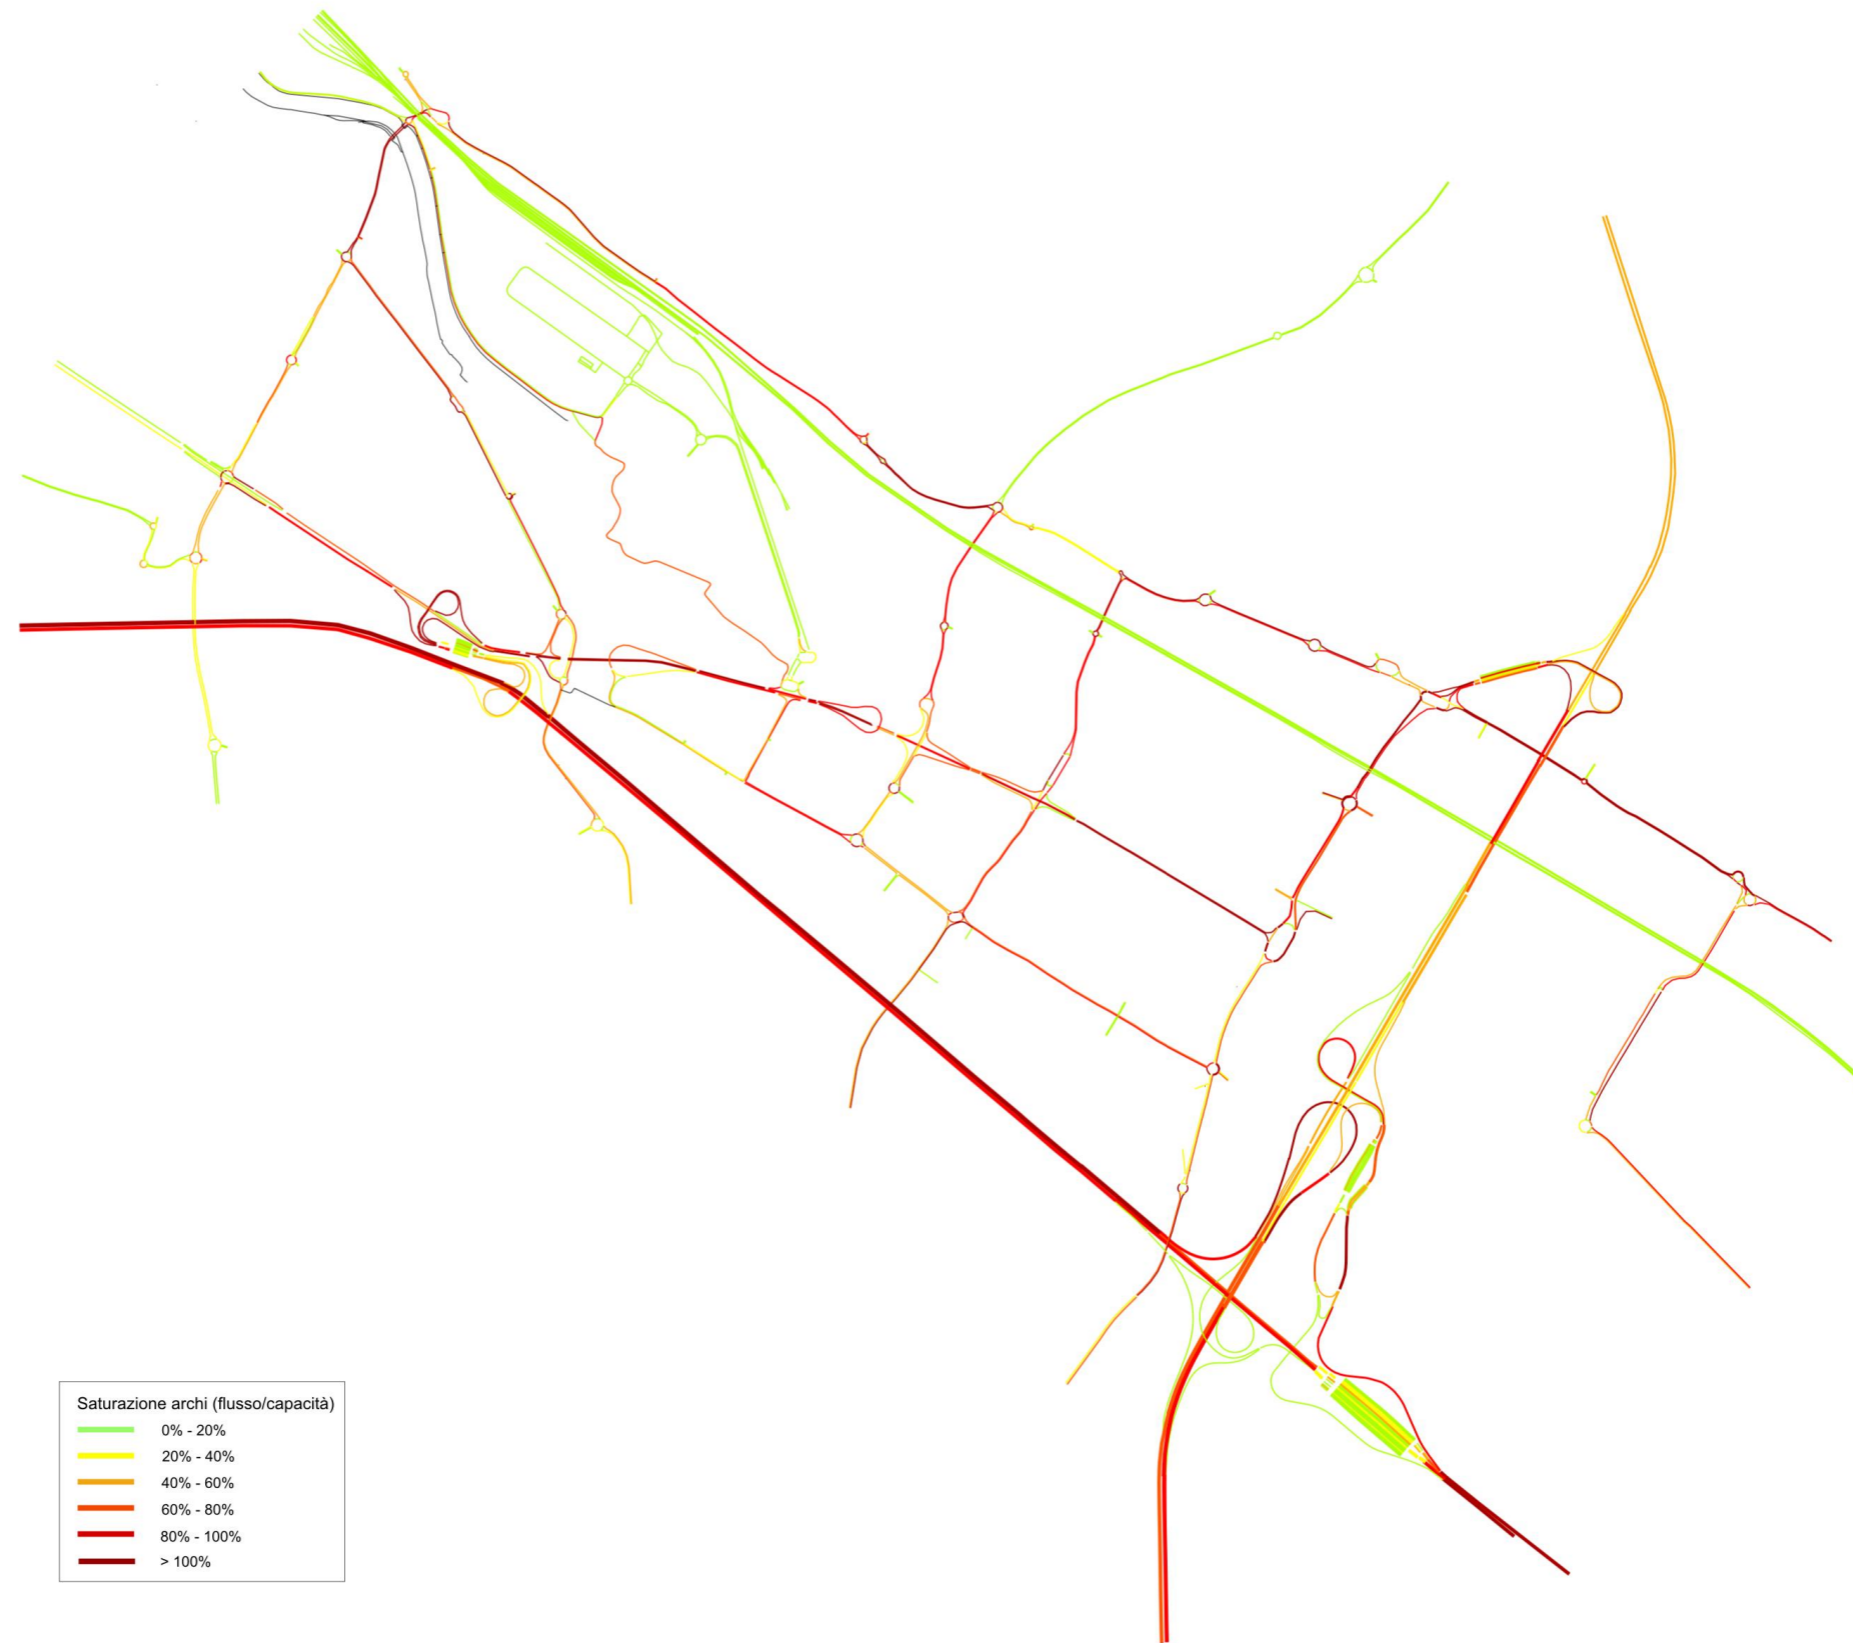 Saturazione archi (flusso/capacità)
0% - 20%
20% - 40%
40% - 60%
60% - 80%
80% - 100%
> 100%